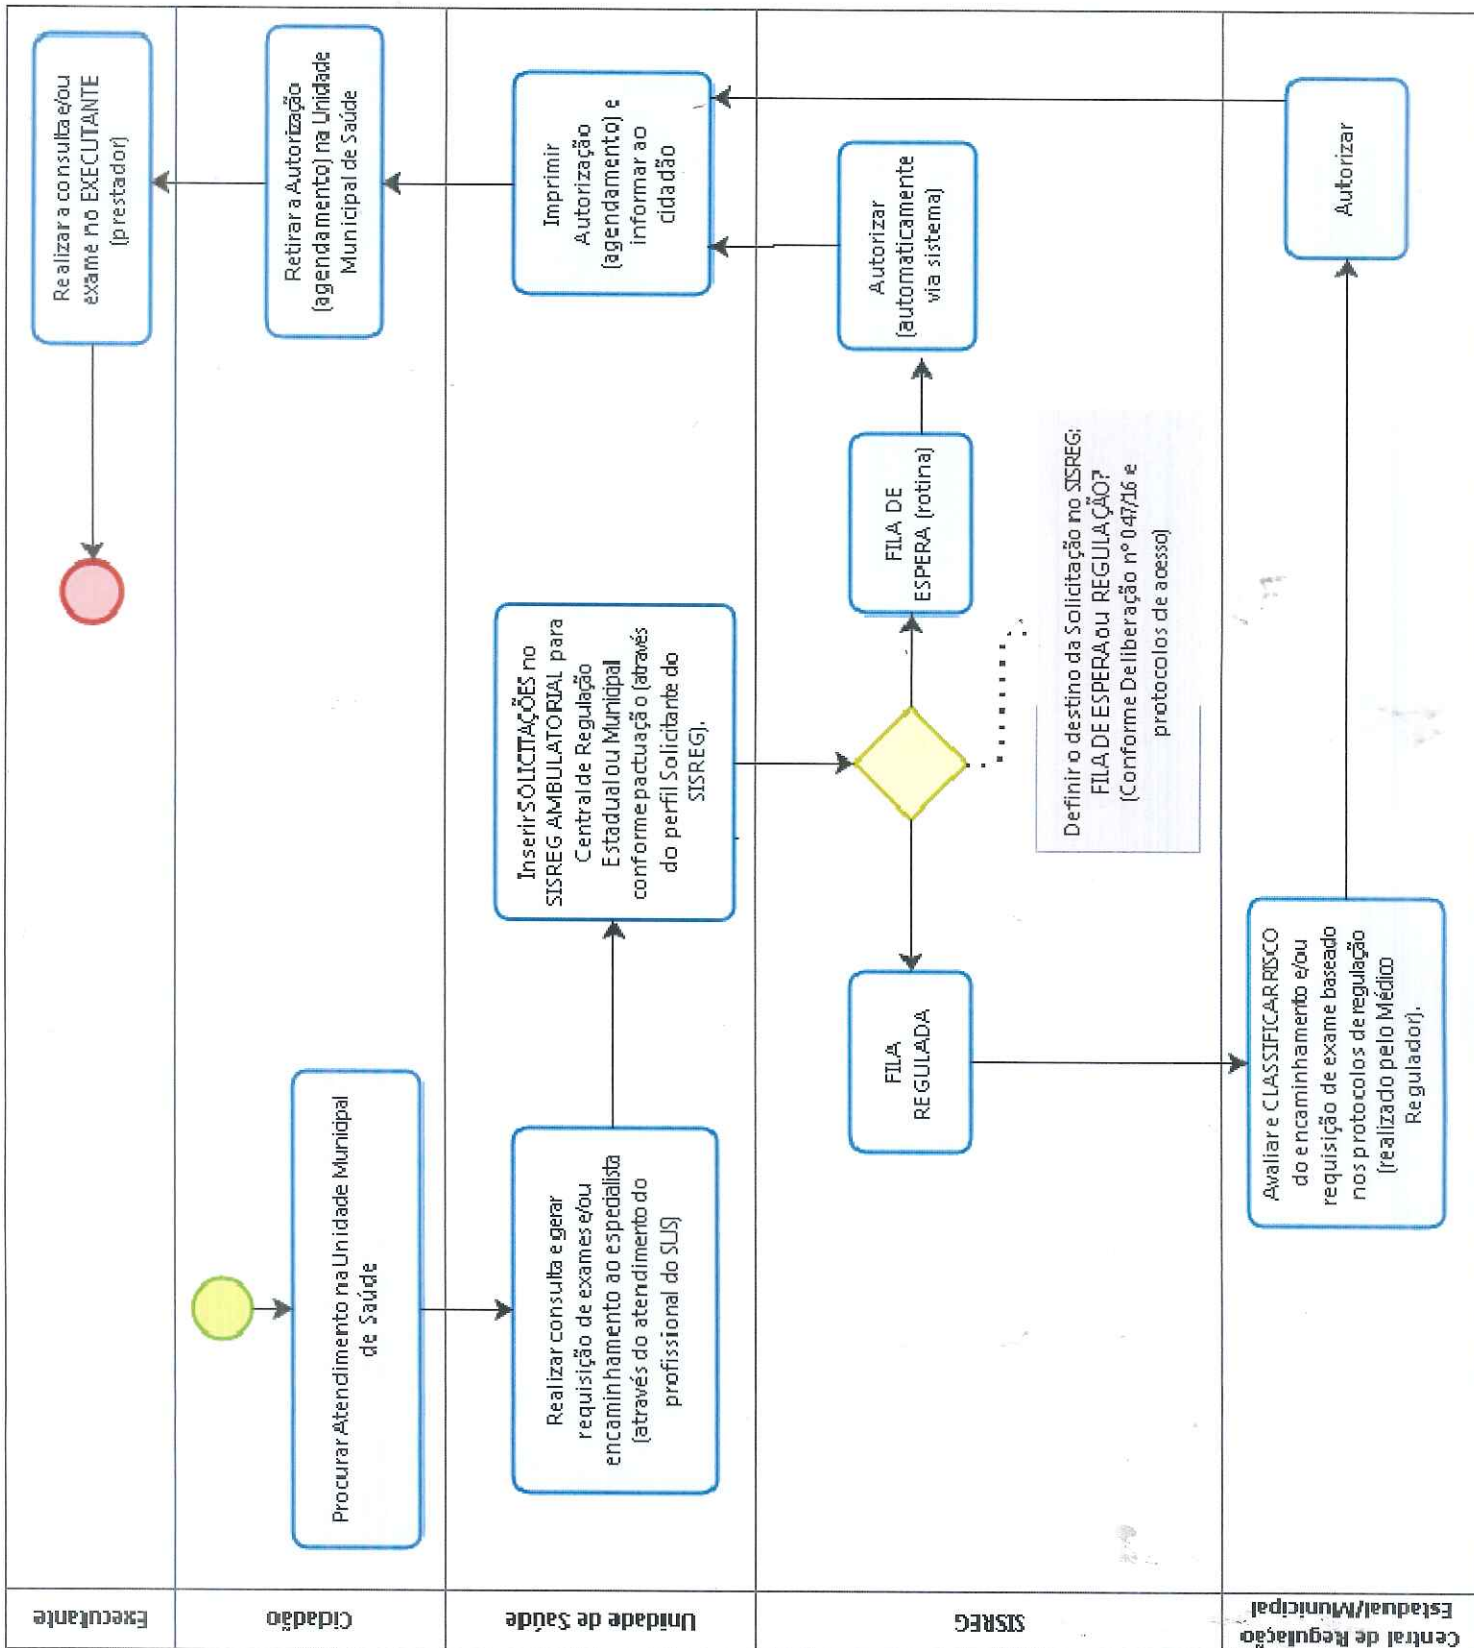 Executante
Realizar a consulta e/ou
exame no EXECUTANTE
(prestador)
Cidadão
Procurar Atendimento na Unidade Municipal
de Saúde
Retirar a Autorização
(agendamento) na Unidade
Municipal de Saúde
Unidade de Saúde
Realizar consulta e gerar
requisição de exames e/ou
encaminhamento ao especialista
(através do atendimento do
profissional do SUS)
Inserir SOLICITAÇÕES no
SISREG AMBULATORIAL para
Central de Regulação
Estadual ou Municipal
conforme pactuação (através
do perfil Solicitante do
SISREG).
Imprimir
Autorização
(agendamento) e
informar ao
cidadão
SISREG
FILA
REGULADA
FILA DE
ESPERA (rotina)
Autorizar
(automaticamente
via sistema)
Definir o destino da Solicitação no SISREG:
FILA DE ESPERA ou REGULAÇÃO?
(Conforme Deliberação nº 047/16 e
protocolos de acesso)
Central de Regulação
Estadual/Municipal
Avaliar e CLASSIFICAR RISCO
do encaminhamento e/ou
requisição de exame baseado
nos protocolos de regulação
(realizado pelo Médico
Regulador).
Autorizar